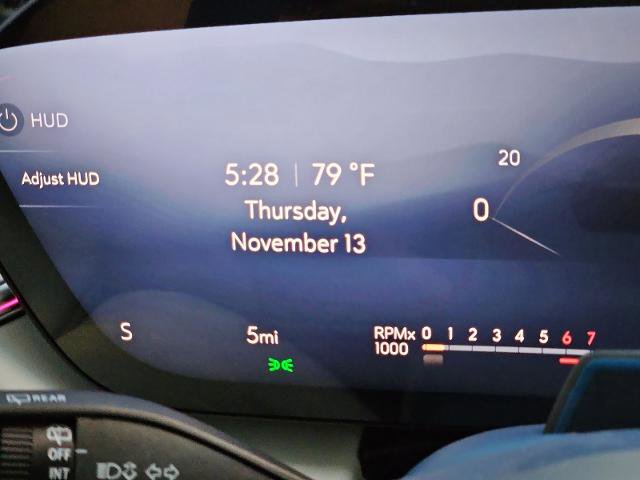 HUD
Adjust HUD
5:28 | 79 °F
Thursday,
November 13
20
0
S
5mi
RPMx
1000
0 1 2 3 4 5 6 7
REAR
OFF
INT